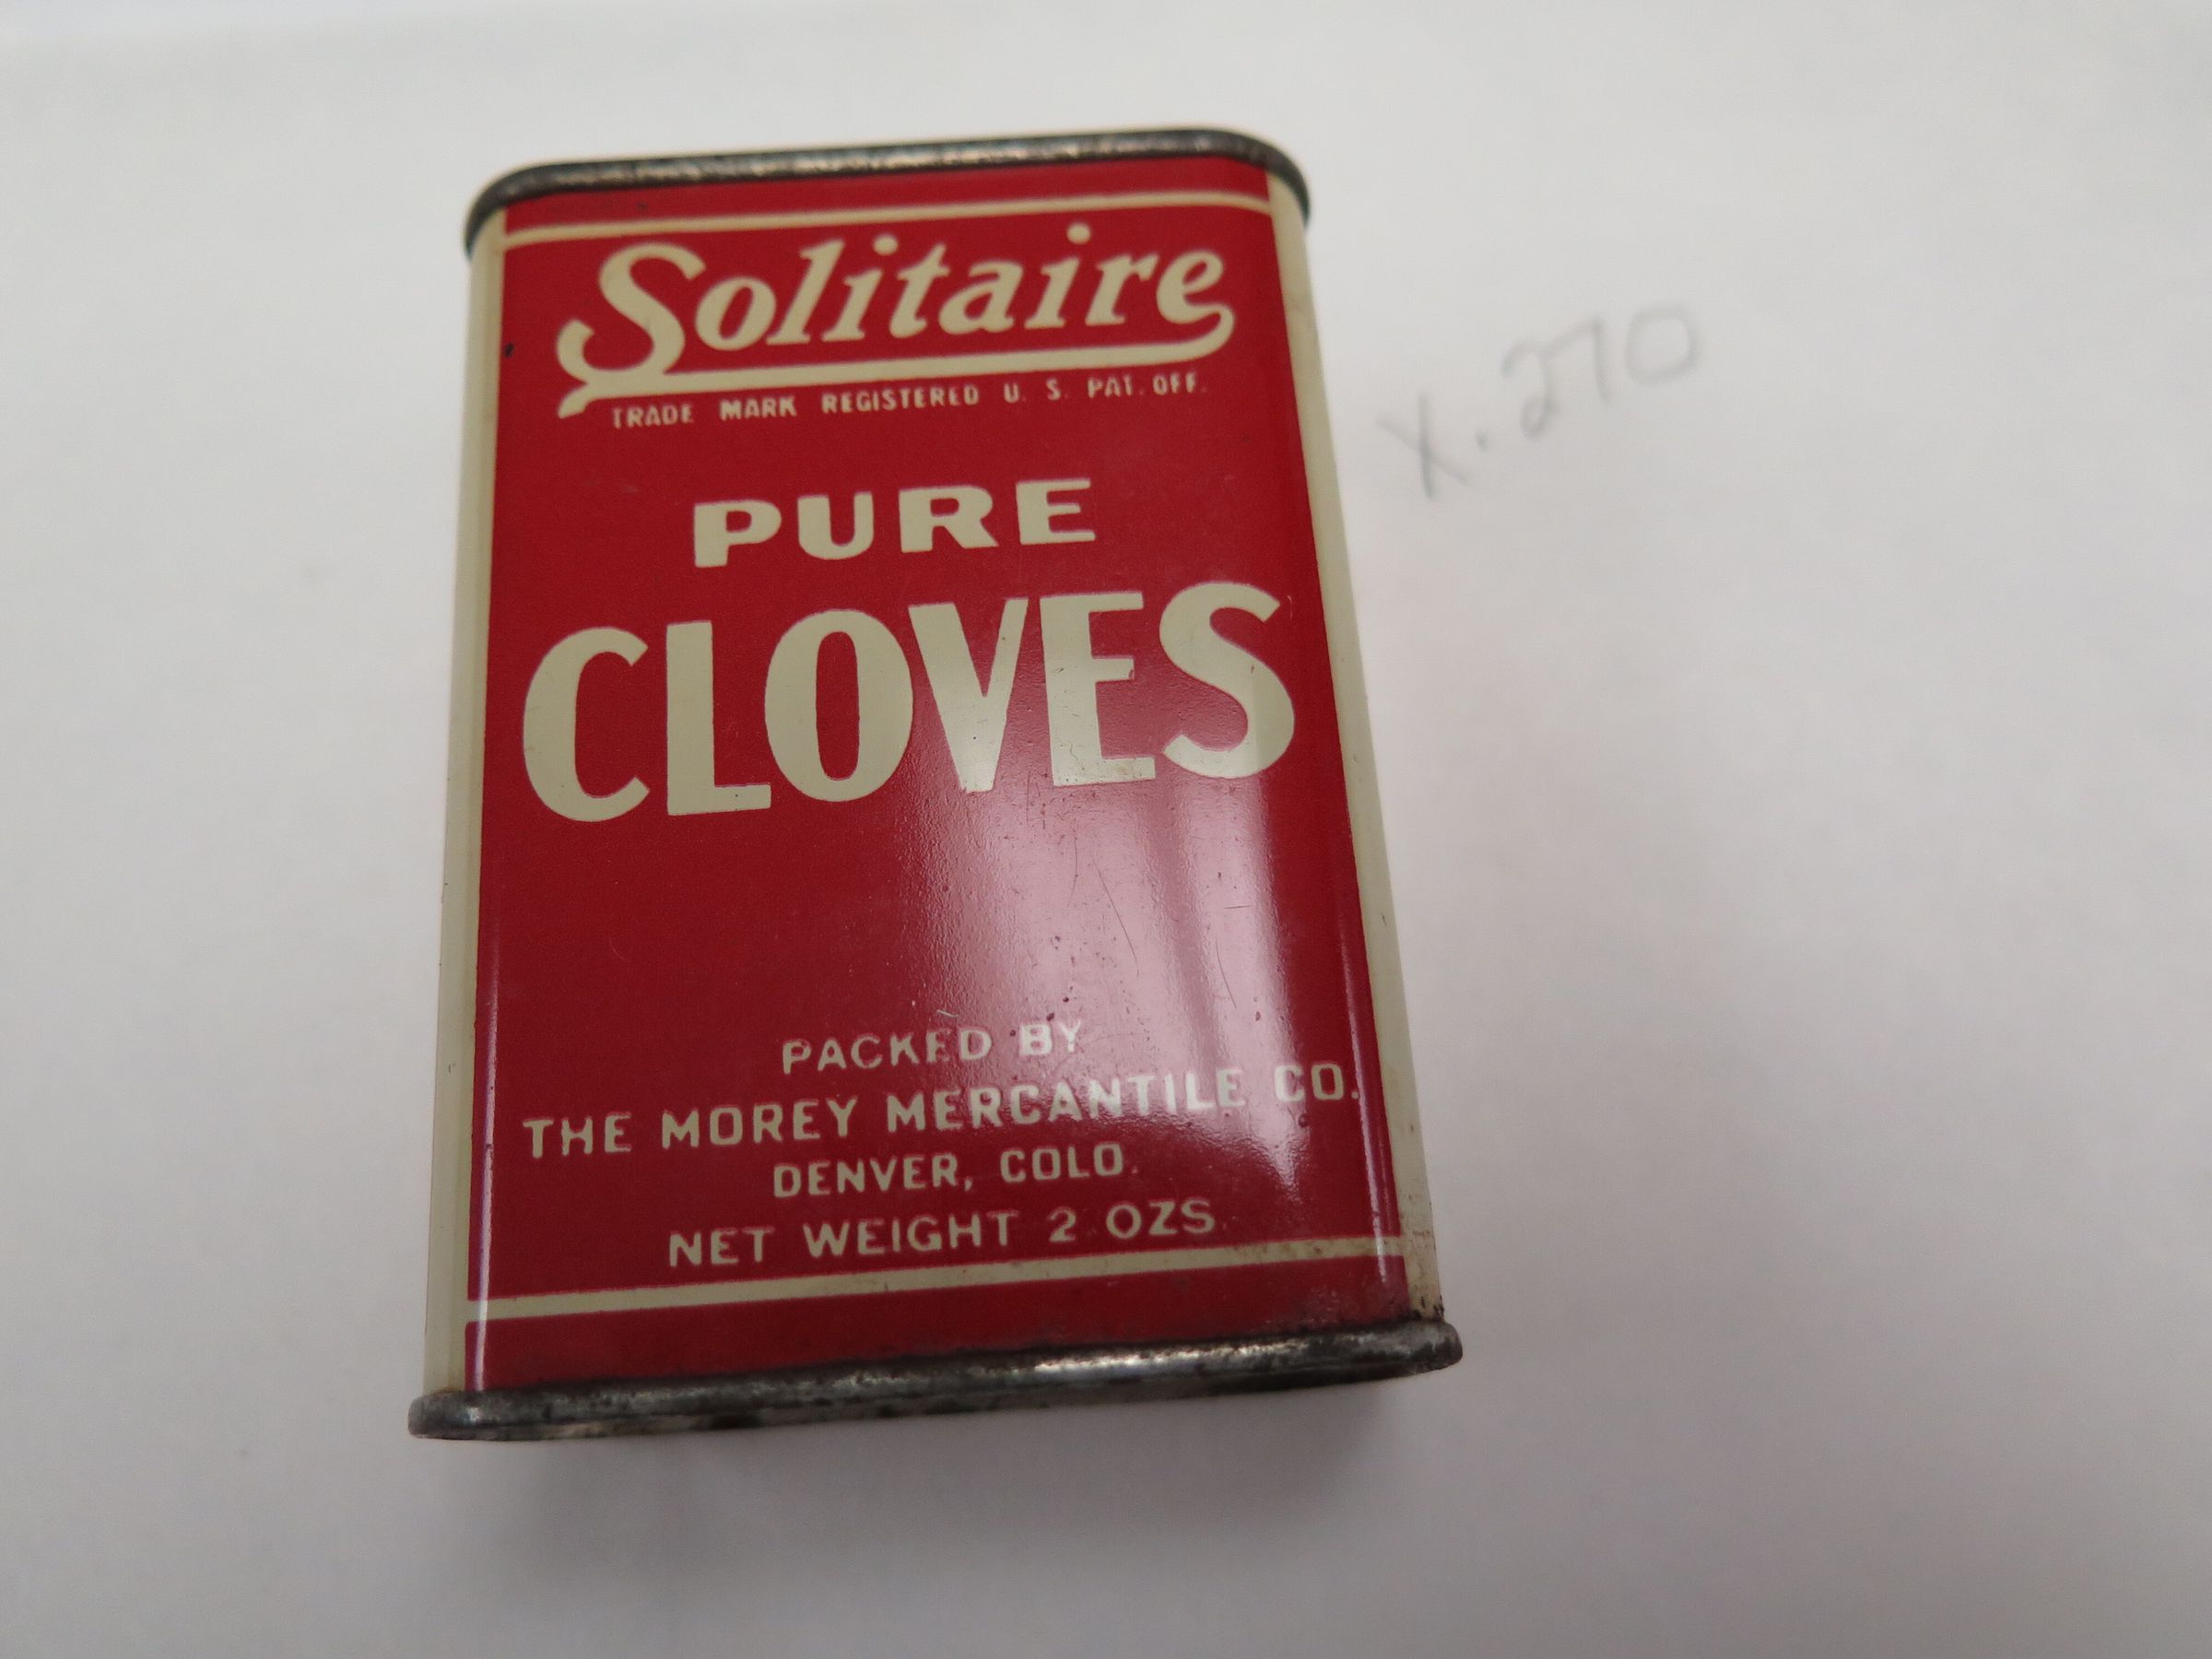 Solitaire
TRADE MARK REGISTERED U. S. PAT. OFF.
PURE
CLOVES
PACKED BY
THE MOREY MERCANTILE CO.
DENVER, COLO.
NET WEIGHT 2 OZS.
X.270